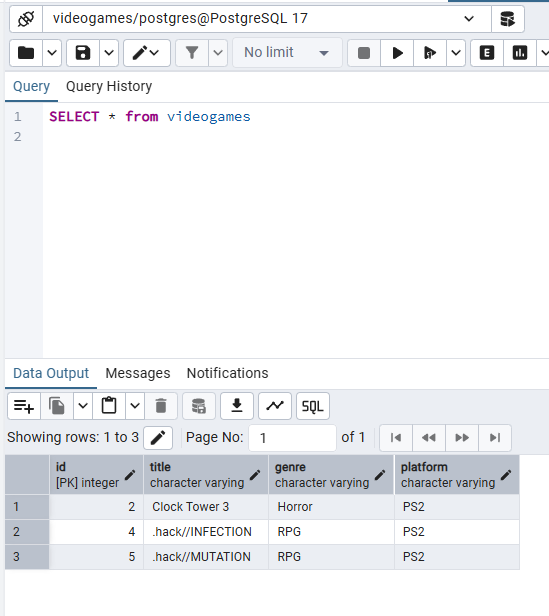 videogames/postgres@PostgreSQL 17
No limit
E
Query Query History
1 SELECT * from videogames
2
Data Output Messages Notifications
SQL
Showing rows: 1 to 3 Page No: 1 of 1
id title genre platform
[PK] integer character varying character varying character varying
1 2 Clock Tower 3 Horror PS2
2 4 .hack//INFECTION RPG PS2
3 5 .hack//MUTATION RPG PS2